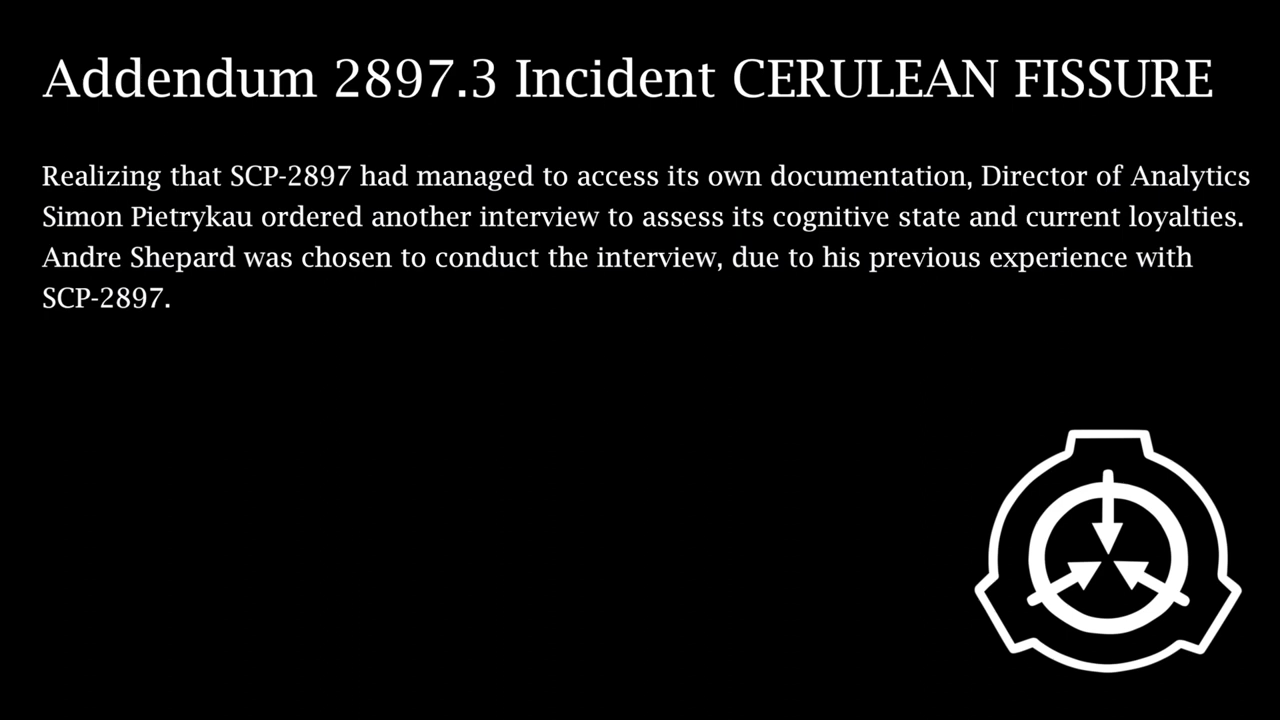 Addendum 2897.3 Incident CERULEAN FISSURE
Realizing that SCP-2897 had managed to access its own documentation, Director of Analytics
Simon Pietrykau ordered another interview to assess its cognitive state and current loyalties.
Andre Shepard was chosen to conduct the interview, due to his previous experience with
SCP-2897.